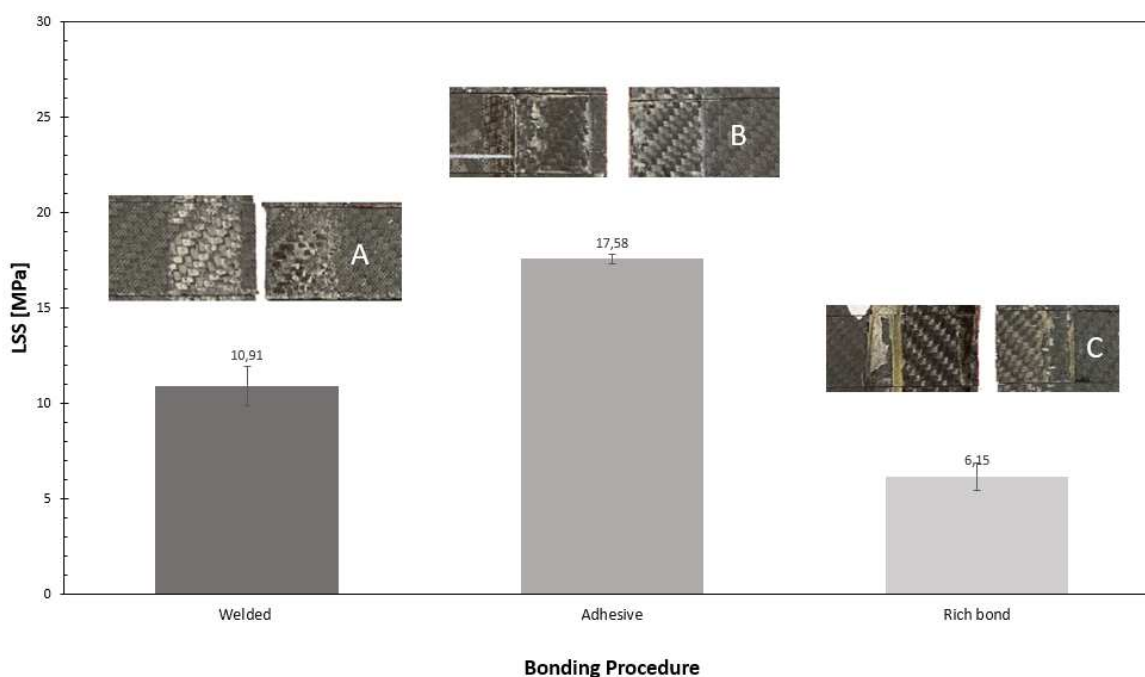 30
25
20
15
10
5
0
LSS [MPa]
A
B
C
10,91
17,58
6,15
Welded
Adhesive
Rich bond
Bonding Procedure